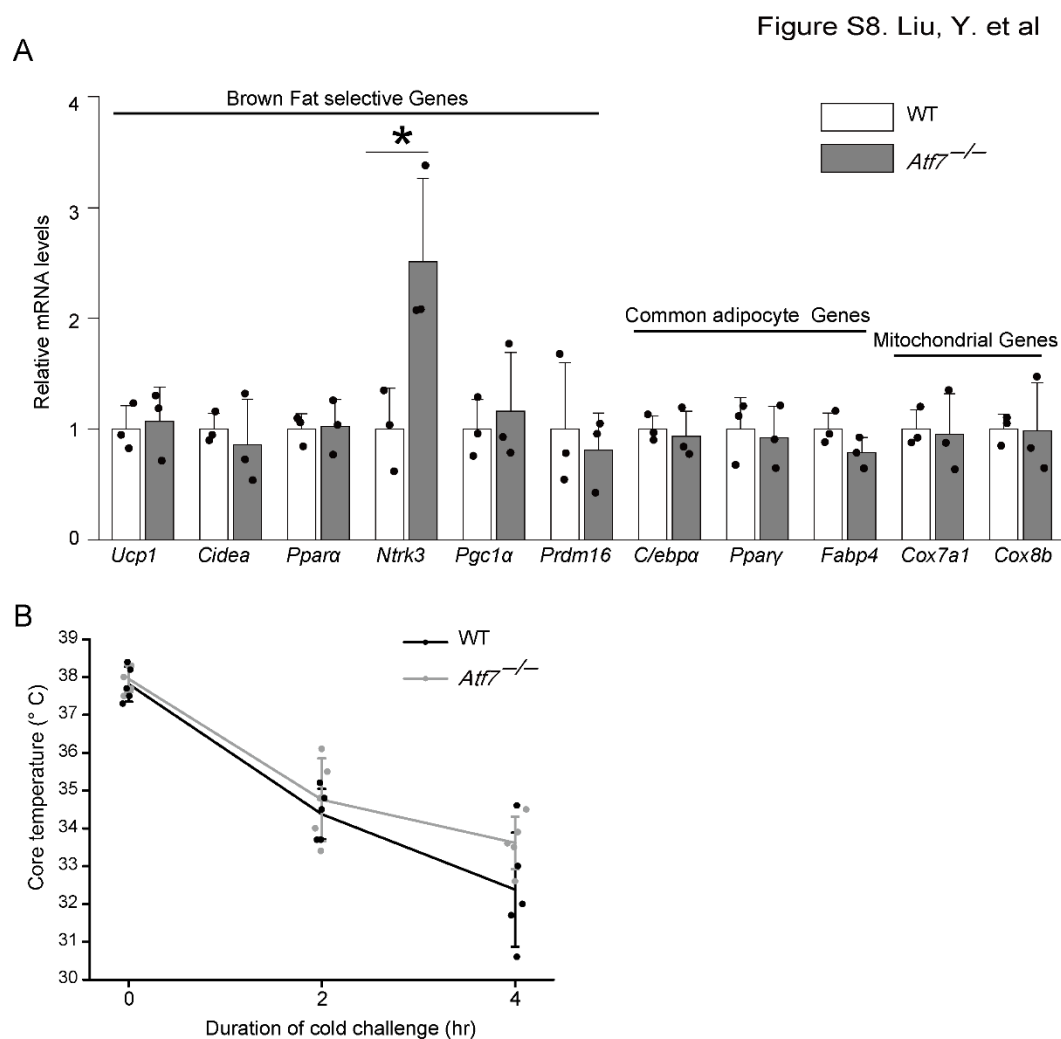 Figure S8. Liu, Y. et al
A
Brown Fat selective Genes
WT
Atf7−/−
*
Common adipocyte Genes
Mitochondrial Genes
Relative mRNA levels
4
3
2
1
0
Ucp1 Cidea Pparα Ntrk3 Pgc1α Prdm16 C/ebpα Pparγ Fabp4 Cox7a1 Cox8b
B
WT
Atf7−/−
Core temperature (° C)
39
38
37
36
35
34
33
32
31
30
0 2 4
Duration of cold challenge (hr)